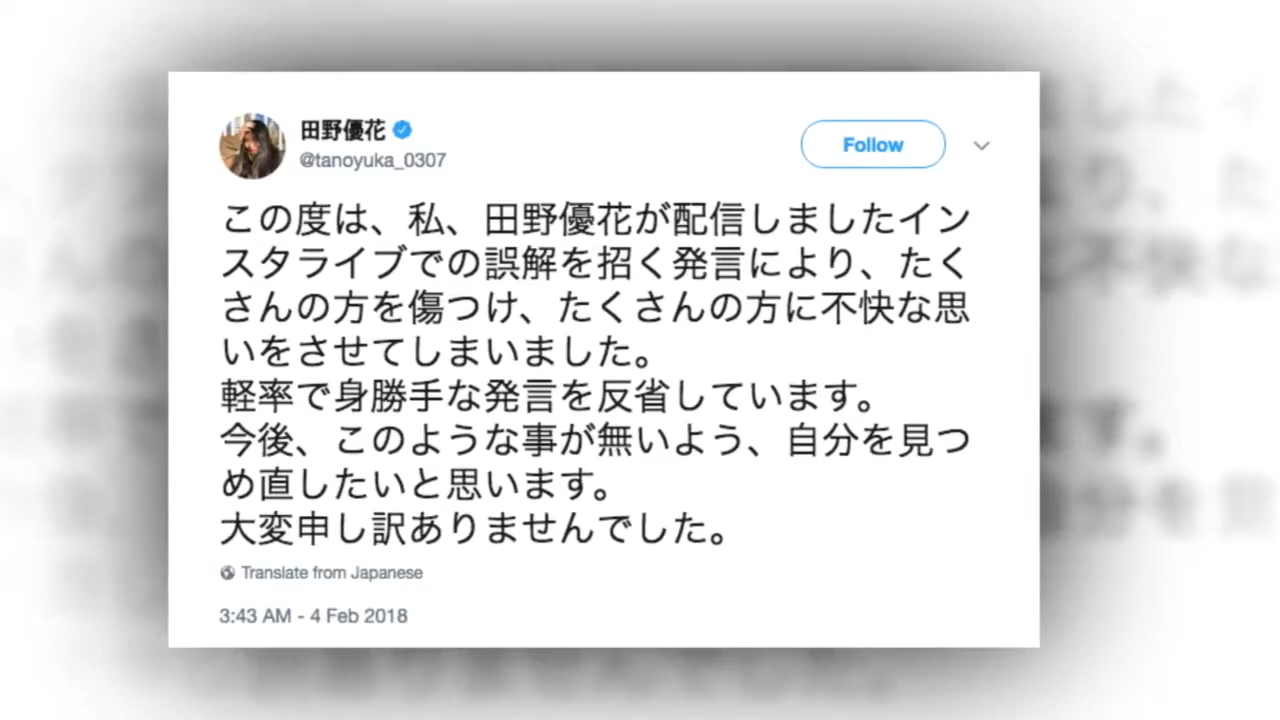 田野優花
@tanoyuka_0307
Follow
この度は、私、田野優花が配信しましたイン
スタライブでの誤解を招く発言により、たく
さんの方を傷つけ、たくさんの方に不快な思
いをさせてしまいました。
軽率で身勝手な発言を反省しています。
今後、このような事が無いよう、自分を見つ
め直したいと思います。
大変申し訳ありませんでした。
Translate from Japanese
3:43 AM - 4 Feb 2018